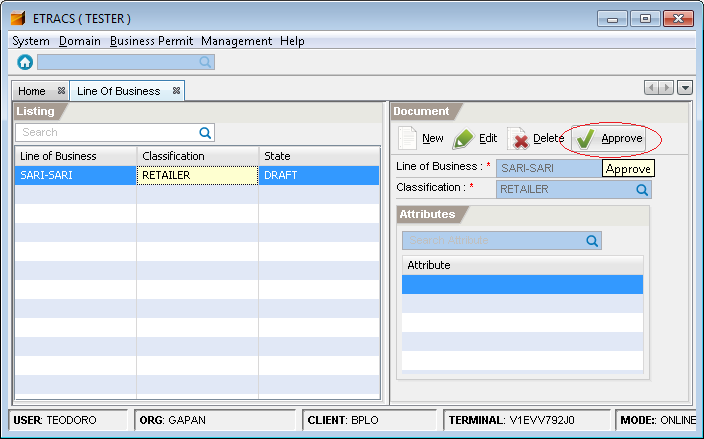 ETRACS ( TESTER )
System Domain Business Permit Management Help
Home Line Of Business
Listing
Search
Line of Business Classification State
SARI-SARI RETAILER DRAFT
Document
New Edit Delete Approve
Line of Business : * SARI-SARI
Approve
Classification : * RETAILER
Attributes
Search Attribute
Attribute
USER: TEODORO ORG: GAPAN CLIENT: BPLO TERMINAL: V1EVV792J0 MODE:: ONLINE